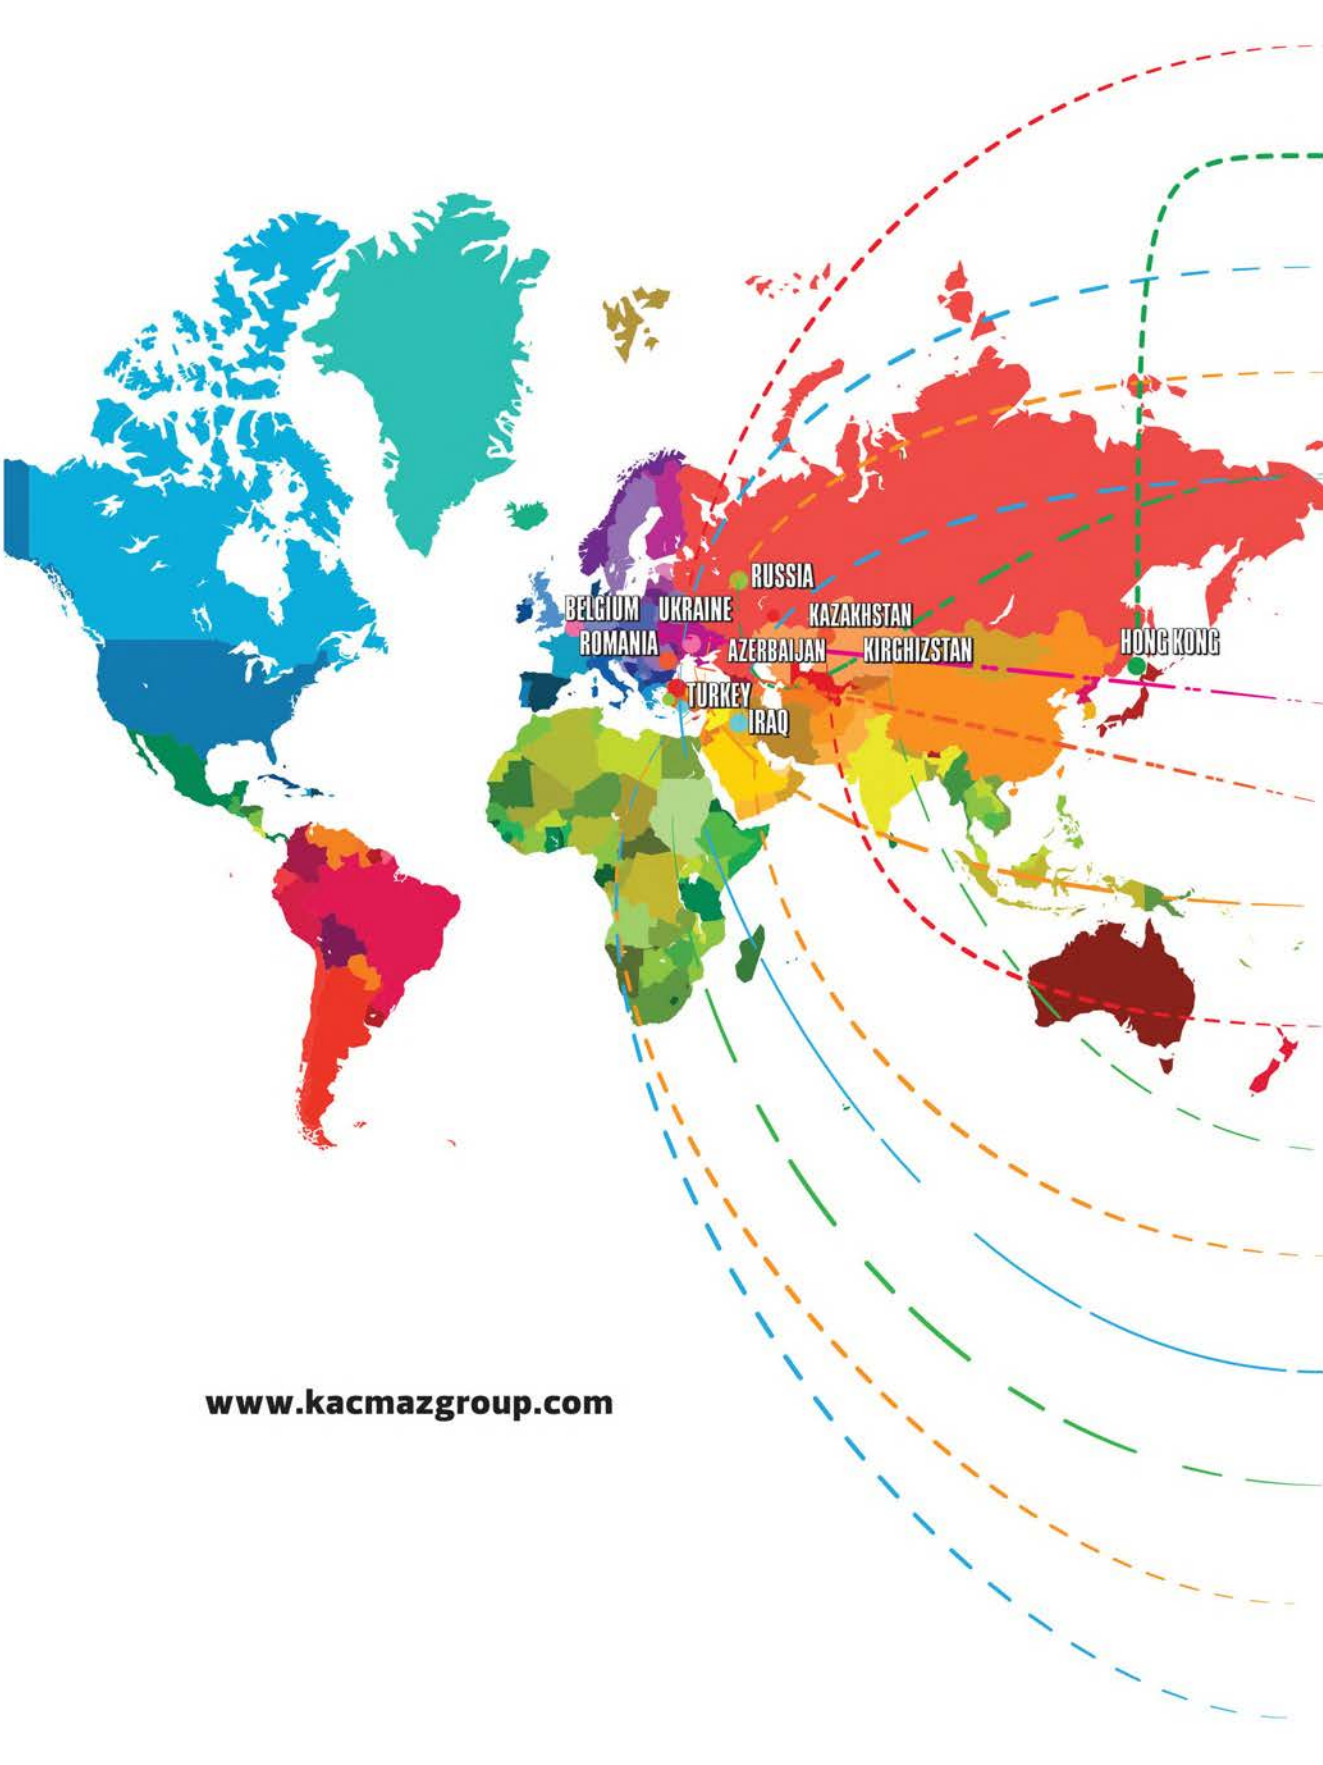 RUSSIA
BELGIUM UKRAINE KAZAKHSTAN
ROMANIA AZERBAIJAN KIRGHIZSTAN HONG KONG
TURKEY
IRAQ
www.kacmazgroup.com